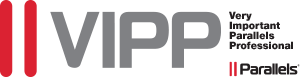 VIPP
Very
Important
Parallels
Professional
Parallels®